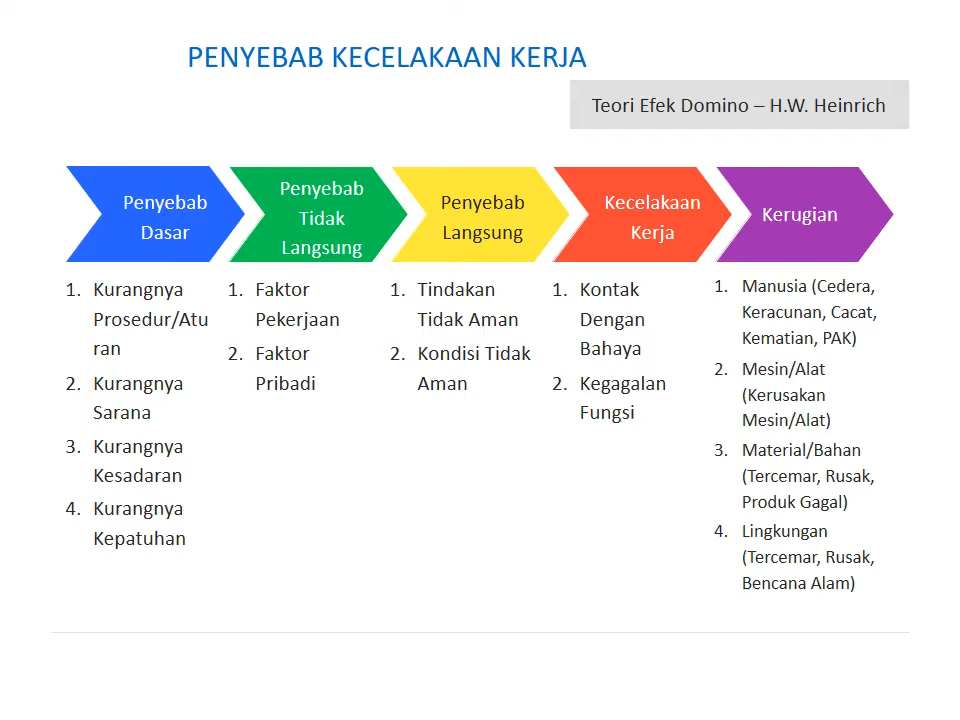 PENYEBAB KECELAKAAN KERJA
Teori Efek Domino – H.W. Heinrich
Penyebab
Dasar
1. Kurangnya
Prosedur/Atu
ran
2. Kurangnya
Sarana
3. Kurangnya
Kesadaran
4. Kurangnya
Kepatuhan
Penyebab
Tidak
Langsung
1. Faktor
Pekerjaan
2. Faktor
Pribadi
Penyebab
Langsung
1. Tindakan
Tidak Aman
2. Kondisi Tidak
Aman
Kecelakaan
Kerja
1. Kontak
Dengan
Bahaya
2. Kegagalan
Fungsi
Kerugian
1. Manusia (Cedera,
Keracunan, Cacat,
Kematian, PAK)
2. Mesin/Alat
(Kerusakan
Mesin/Alat)
3. Material/Bahan
(Tercemar, Rusak,
Produk Gagal)
4. Lingkungan
(Tercemar, Rusak,
Bencana Alam)